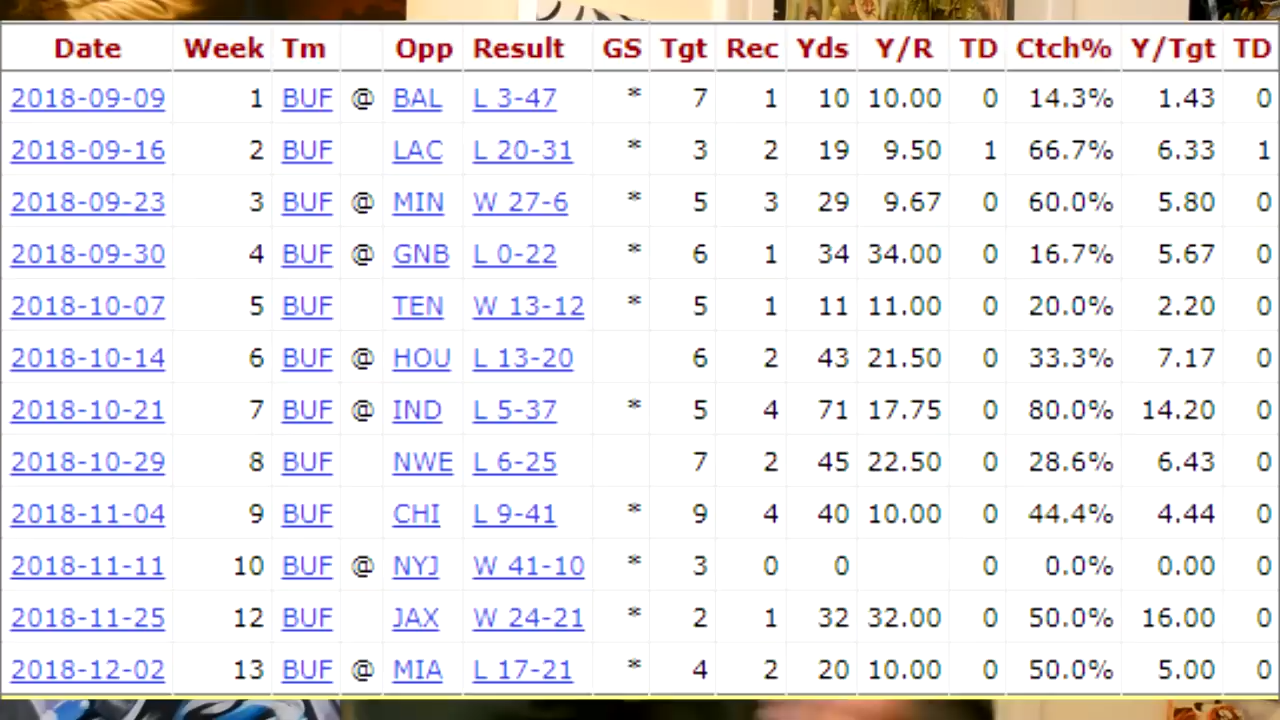 Date Week Tm Opp Result GS Tgt Rec Yds Y/R TD Ctch% Y/Tgt TD
2018-09-09 1 BUF @ BAL L 3-47 * 7 1 10 10.00 0 14.3% 1.43 0
2018-09-16 2 BUF LAC L 20-31 * 3 2 19 9.50 1 66.7% 6.33 1
2018-09-23 3 BUF @ MIN W 27-6 * 5 3 29 9.67 0 60.0% 5.80 0
2018-09-30 4 BUF @ GNB L 0-22 * 6 1 34 34.00 0 16.7% 5.67 0
2018-10-07 5 BUF TEN W 13-12 * 5 1 11 11.00 0 20.0% 2.20 0
2018-10-14 6 BUF @ HOU L 13-20 6 2 43 21.50 0 33.3% 7.17 0
2018-10-21 7 BUF @ IND L 5-37 * 5 4 71 17.75 0 80.0% 14.20 0
2018-10-29 8 BUF NWE L 6-25 7 2 45 22.50 0 28.6% 6.43 0
2018-11-04 9 BUF CHI L 9-41 * 9 4 40 10.00 0 44.4% 4.44 0
2018-11-11 10 BUF @ NYJ W 41-10 * 3 0 0 0 0.0% 0.00 0
2018-11-25 12 BUF JAX W 24-21 * 2 1 32 32.00 0 50.0% 16.00 0
2018-12-02 13 BUF @ MIA L 17-21 * 4 2 20 10.00 0 50.0% 5.00 0